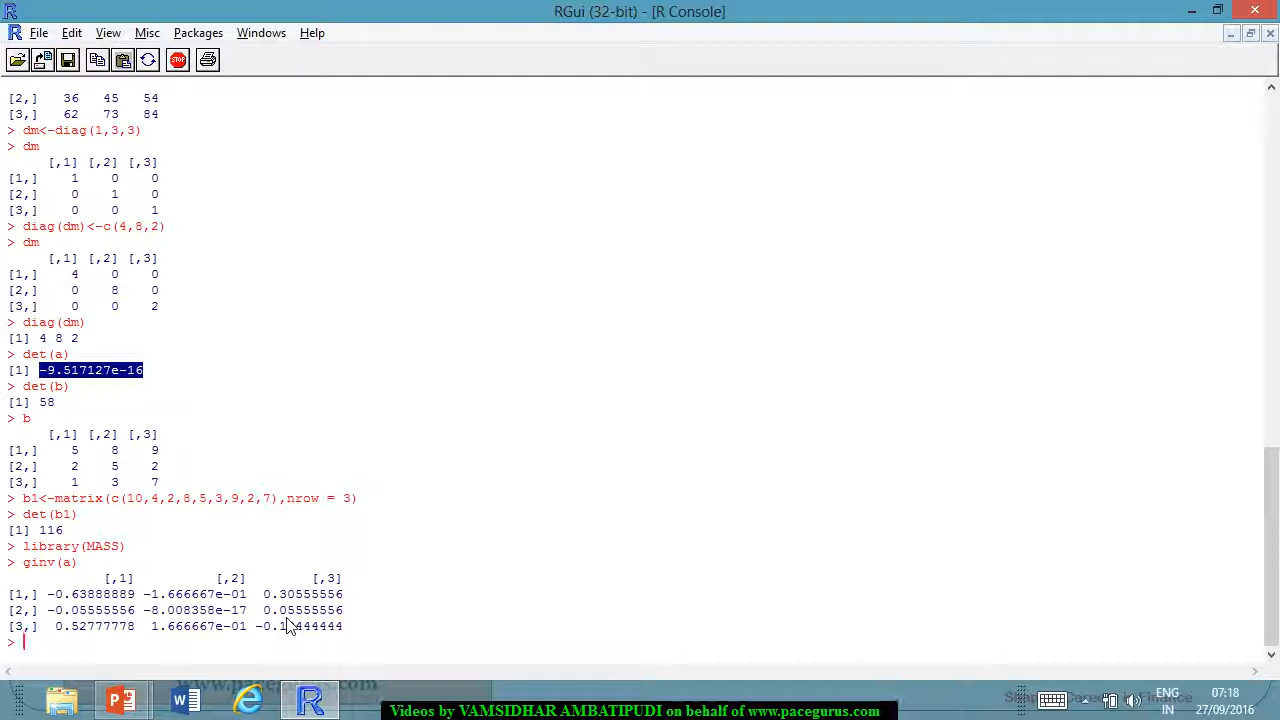 RGui (32-bit) - [R Console]
File Edit View Misc Packages Windows Help
STOP
[2,] 36 45 54
[3,] 62 73 84
> dm<-diag(1,3,3)
> dm
[,1] [,2] [,3]
[1,] 1 0 0
[2,] 0 1 0
[3,] 0 0 1
> diag(dm)<-c(4,8,2)
> dm
[,1] [,2] [,3]
[1,] 4 0 0
[2,] 0 8 0
[3,] 0 0 2
> diag(dm)
[1] 4 8 2
> det(a)
[1] -9.517127e-16
> det(b)
[1] 58
> b
[,1] [,2] [,3]
[1,] 5 8 9
[2,] 2 5 2
[3,] 1 3 7
> b1<-matrix(c(10,4,2,8,5,3,9,2,7),nrow = 3)
> det(b1)
[1] 116
> library(MASS)
> ginv(a)
[,1] [,2] [,3]
[1,] -0.63888889 -1.666667e-01 0.30555556
[2,] -0.05555556 -8.008358e-17 0.05555556
[3,] 0.52777778 1.666667e-01
>
www.pacegurus.com
ENG
IN
07:18
27/09/2016
Videos by VAMSIDHAR AMBATIPUDI on behalf of www.pacegurus.com